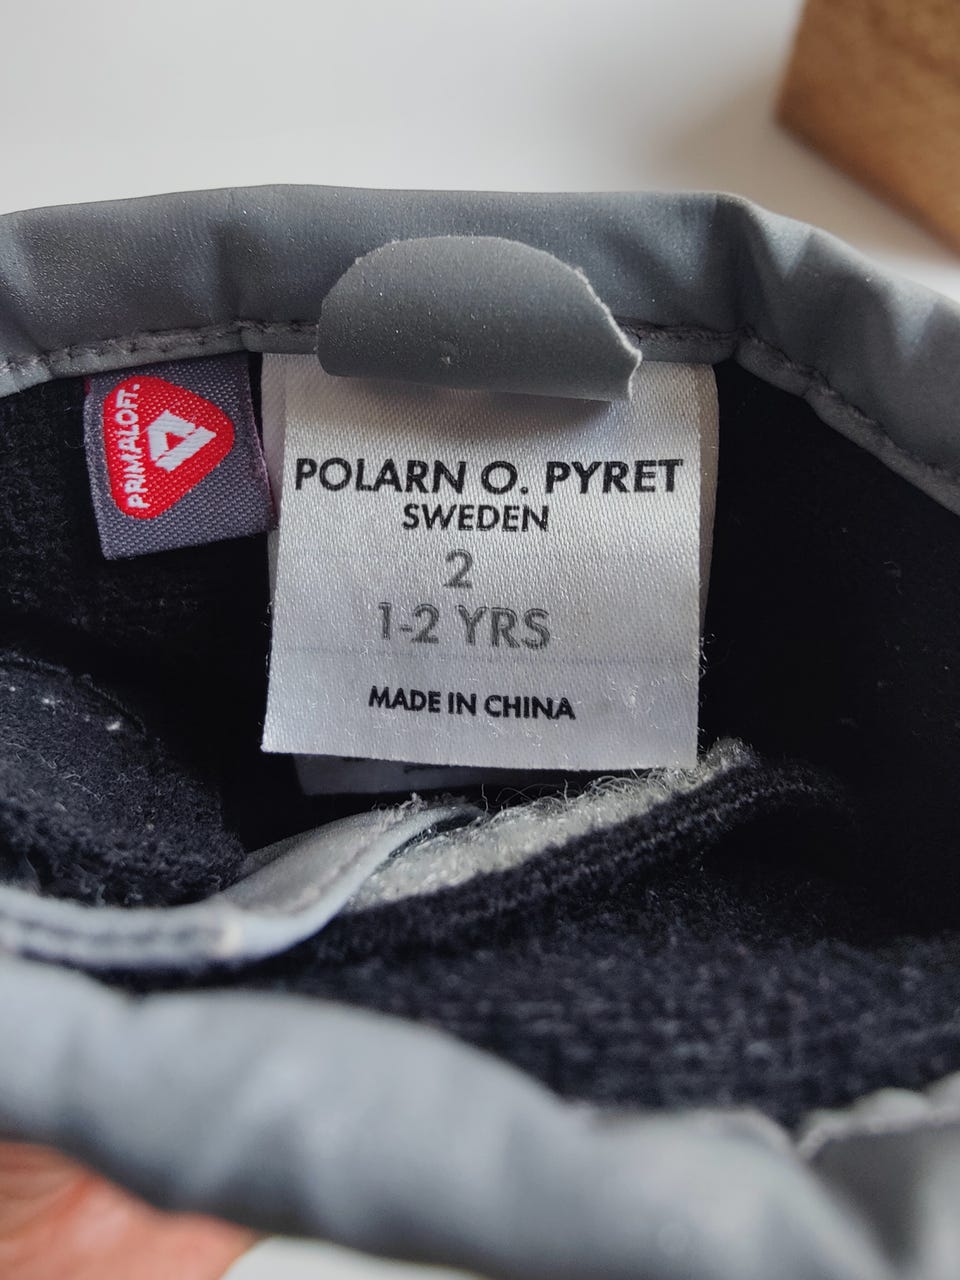 PRIMALOFT.
POLARN O. PYRET
SWEDEN
2
1-2 YRS
MADE IN CHINA